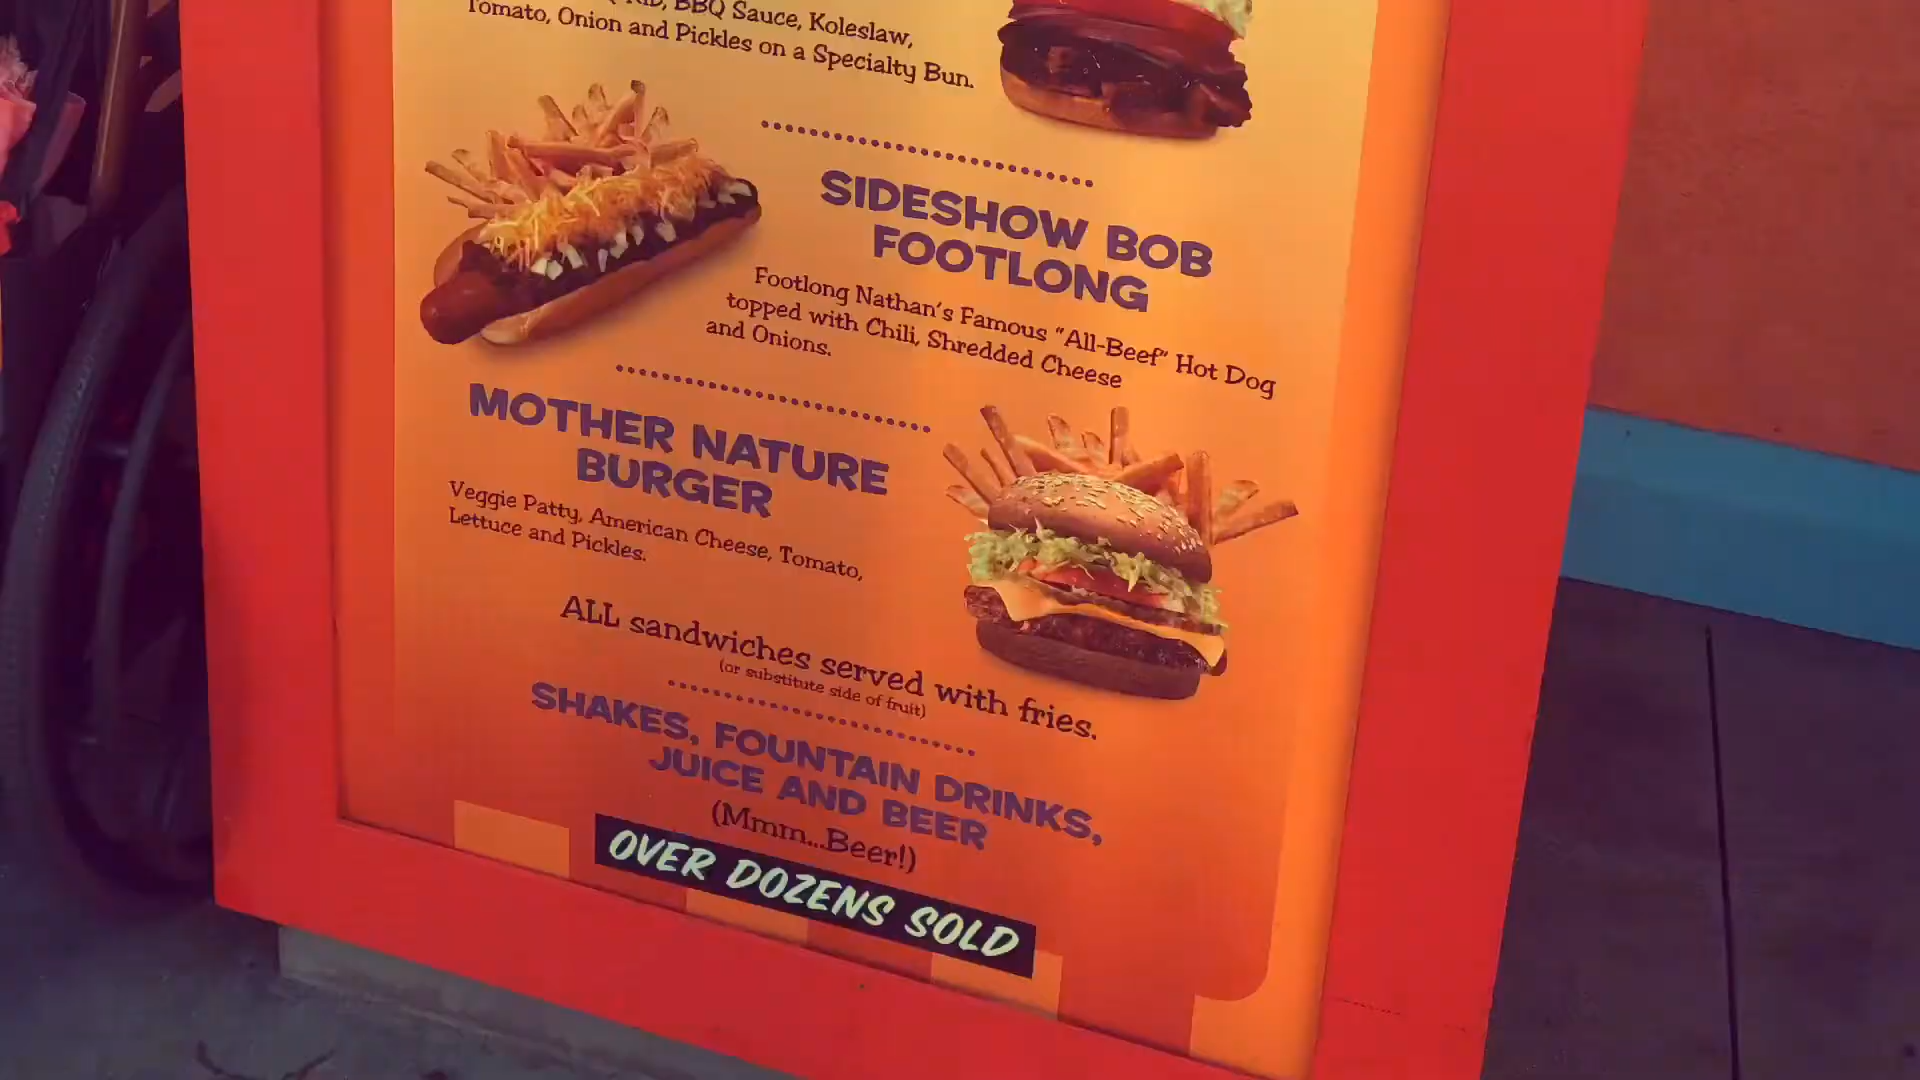 BBQ Sauce, Koleslaw,
Tomato, Onion and Pickles on a Specialty Bun.
SIDESHOW BOB
FOOTLONG
Footlong Nathan's Famous "All-Beef" Hot Dog
topped with Chili, Shredded Cheese
and Onions.
MOTHER NATURE
BURGER
Veggie Patty, American Cheese, Tomato,
Lettuce and Pickles.
ALL sandwiches served with fries.
(or substitute side of fruit)
SHAKES, FOUNTAIN DRINKS,
JUICE AND BEER
(Mmm...Beer!)
OVER DOZENS SOLD